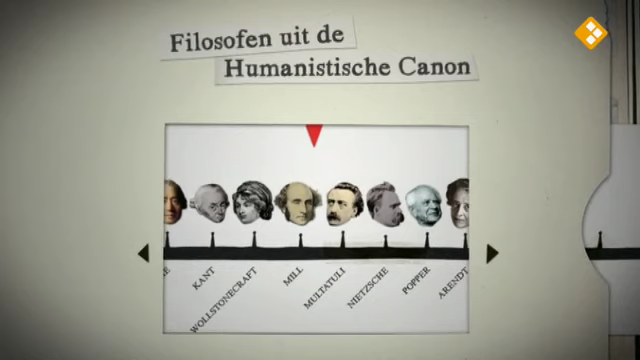 Filosofen uit de
Humanistische Canon
E
KANT
WOLLSTONECRAFT
MILL
MULTATULI
NIETZSCHE
POPPER
ARENDT